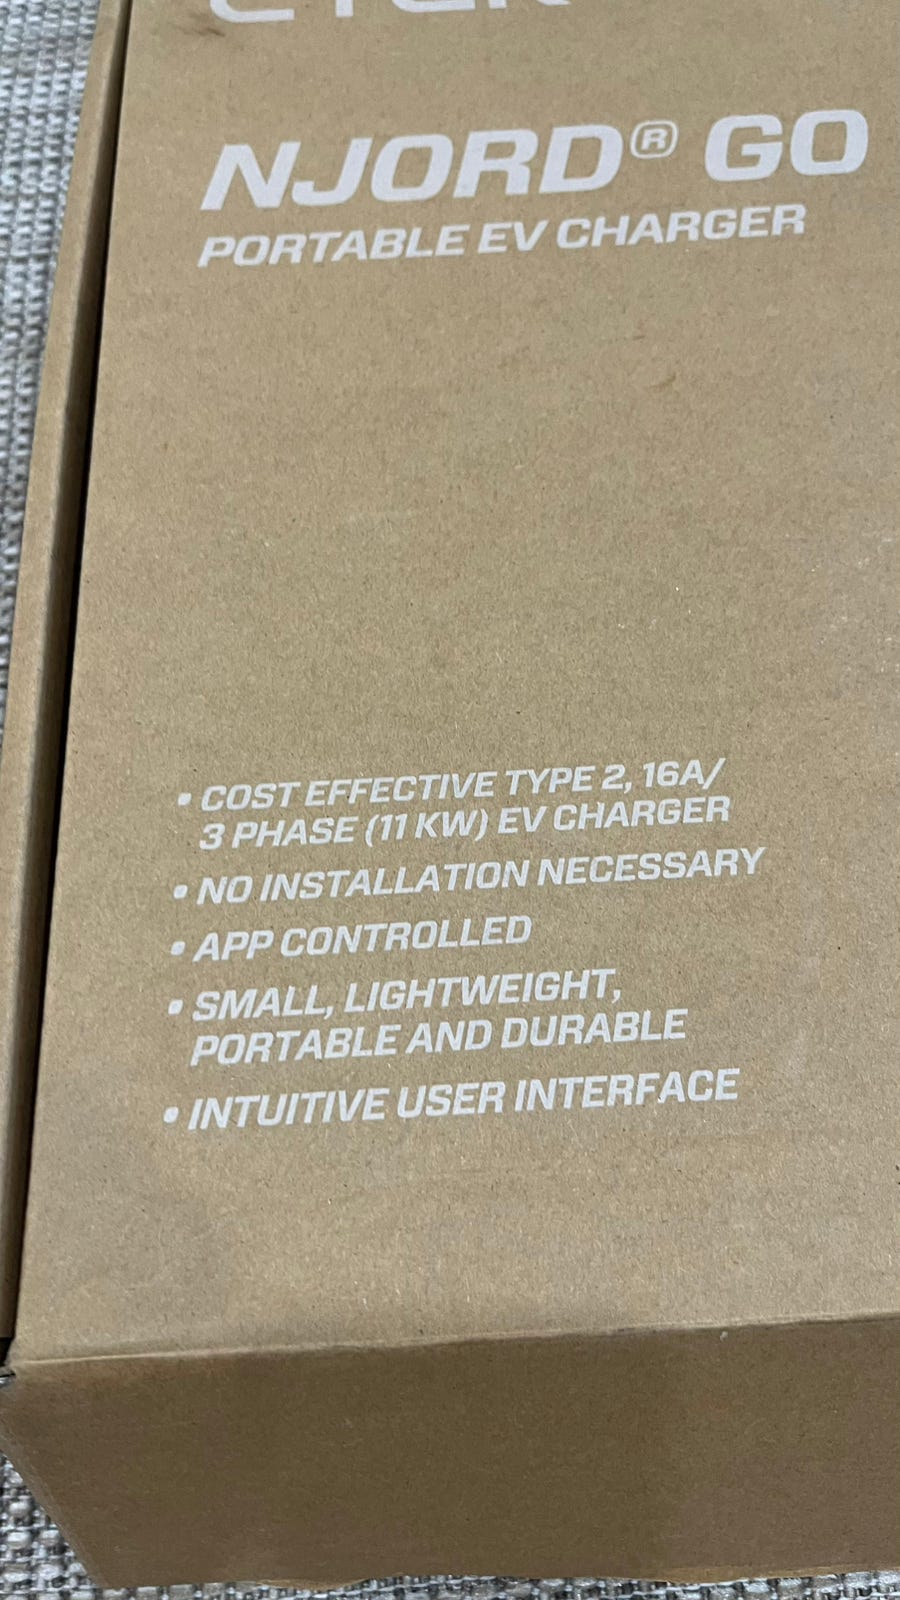 CTEK
NJORD® GO
PORTABLE EV CHARGER
• COST EFFECTIVE TYPE 2, 16A/
3 PHASE (11 KW) EV CHARGER
• NO INSTALLATION NECESSARY
• APP CONTROLLED
• SMALL, LIGHTWEIGHT,
PORTABLE AND DURABLE
• INTUITIVE USER INTERFACE